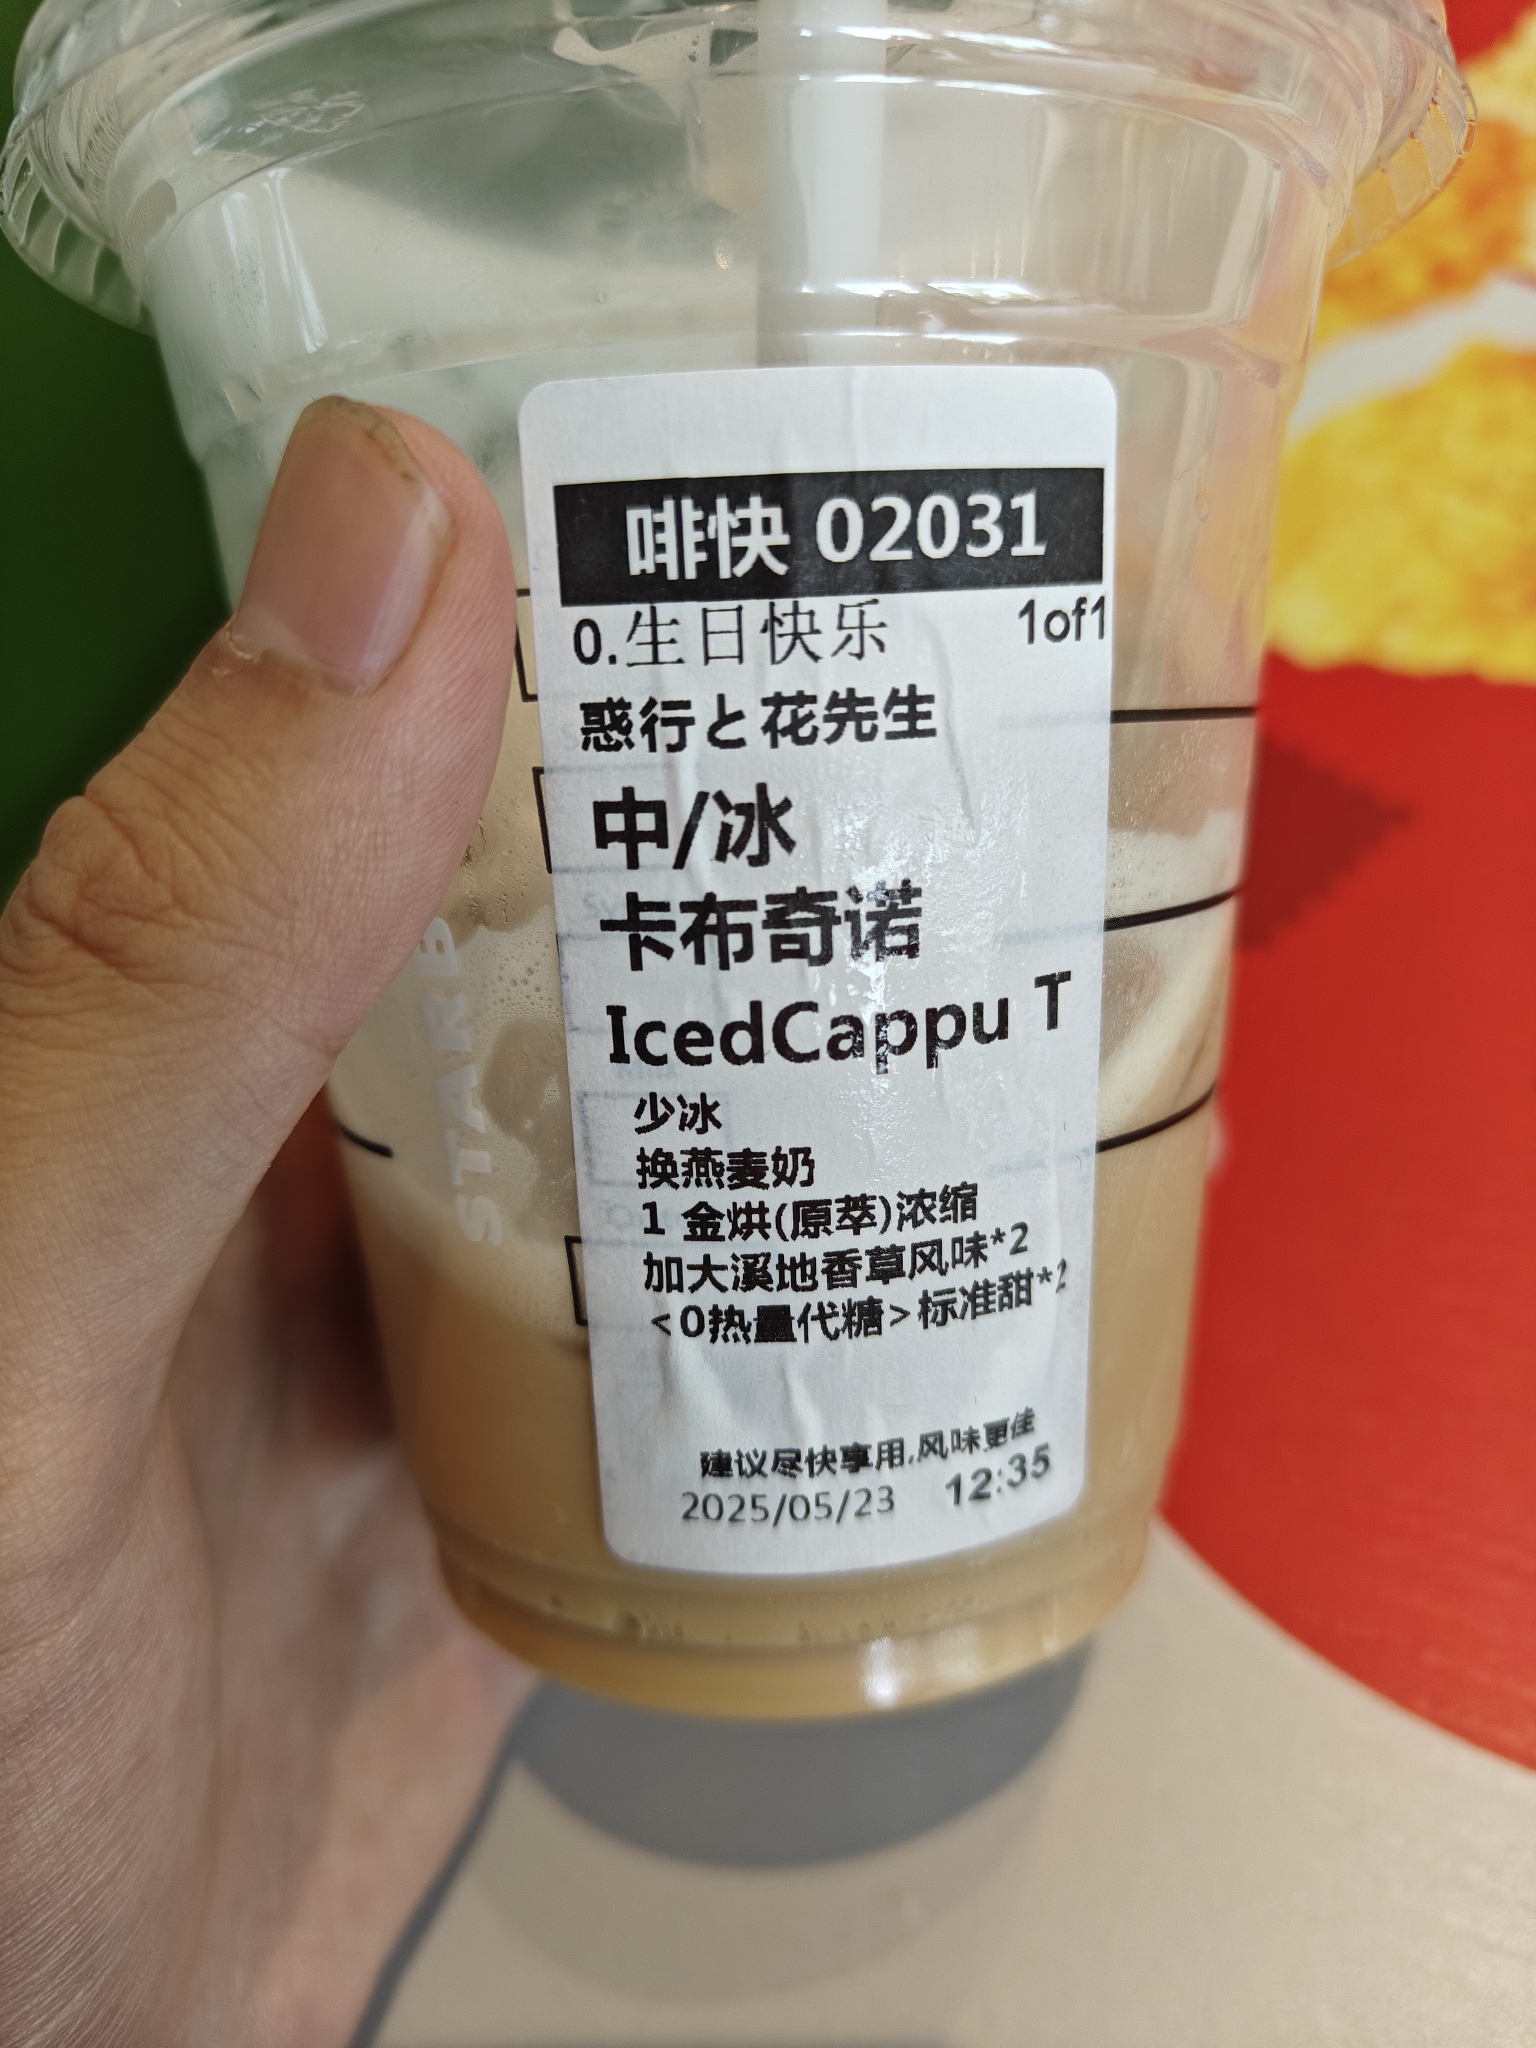 啡快 02031
0.生日快乐 1of1
惑行と花先生
中/冰
卡布奇诺
IcedCappu T
少冰
换燕麦奶
1 金烘(原萃)浓缩
加大溪地香草风味*2
<0热量代糖>标准甜*2
建议尽快享用,风味更佳
2025/05/23 12:35
STARB